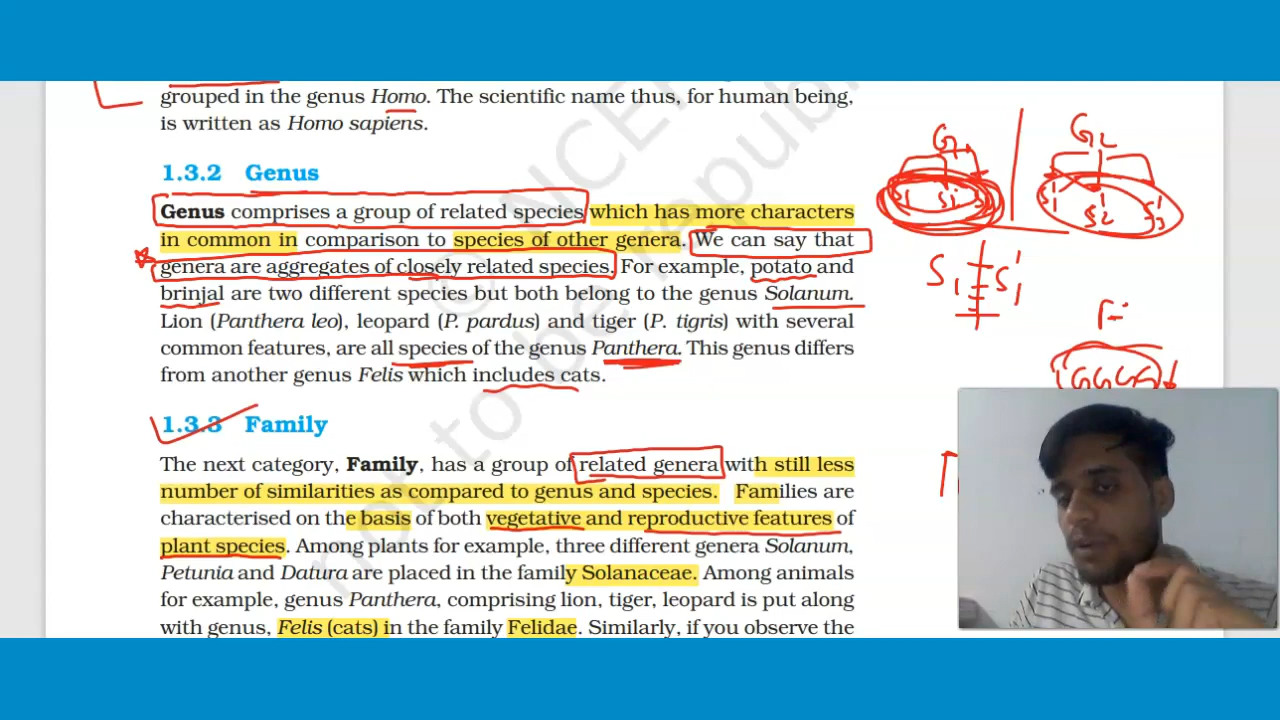 grouped in the genus Homo. The scientific name thus, for human being,
is written as Homo sapiens.
1.3.2 Genus
Genus comprises a group of related species which has more characters
in common in comparison to species of other genera. We can say that
genera are aggregates of closely related species. For example, potato and
brinjal are two different species but both belong to the genus Solanum.
Lion (Panthera leo), leopard (P. pardus) and tiger (P. tigris) with several
common features, are all species of the genus Panthera. This genus differs
from another genus Felis which includes cats.
1.3.3 Family
The next category, Family, has a group of related genera with still less
number of similarities as compared to genus and species. Families are
characterised on the basis of both vegetative and reproductive features of
plant species. Among plants for example, three different genera Solanum,
Petunia and Datura are placed in the family Solanaceae. Among animals
for example, genus Panthera, comprising lion, tiger, leopard is put along
with genus, Felis (cats) in the family Felidae. Similarly, if you observe the
© NCE
not to be republ
G1 G2
S1 S2
S1 S1'
F
G G G G